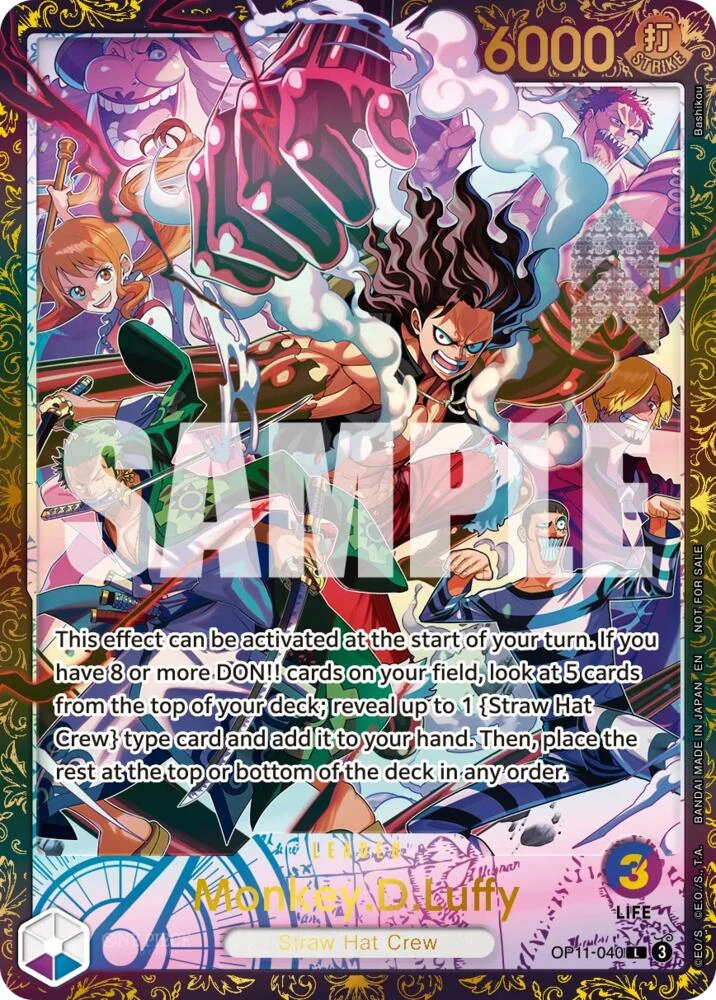 6000
打
STRIKE
Bashikou
SAMPLE
This effect can be activated at the start of your turn. If you
have 8 or more DON!! cards on your field, look at 5 cards
from the top of your deck; reveal up to 1 {Straw Hat
Crew} type card and add it to your hand. Then, place the
rest at the top or bottom of the deck in any order.
LEADER
Monkey.D.Luffy
Straw Hat Crew
3
LIFE
OP11-040 L 3
©E.O./S., T.A. BANDAI MADE IN JAPAN EN NOT FOR SALE
©EO/S
©ONE PIECE